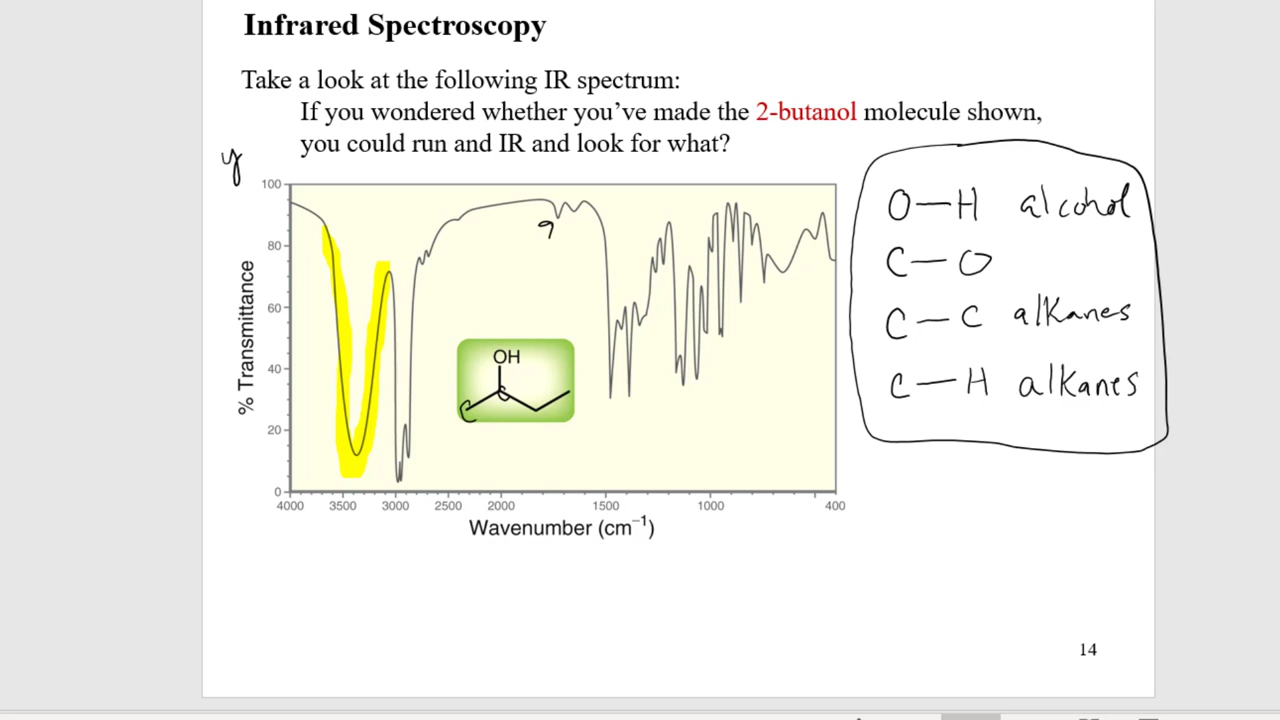 Infrared Spectroscopy
Take a look at the following IR spectrum:
If you wondered whether you’ve made the 2-butanol molecule shown,
you could run and IR and look for what?
y
100
80
60
40
20
0
% Transmittance
4000 3500 3000 2500 2000 1500 1000 400
Wavenumber (cm⁻¹)
OH
C C
O—H alcohol
C—O
C—C alkanes
C—H alkanes
14